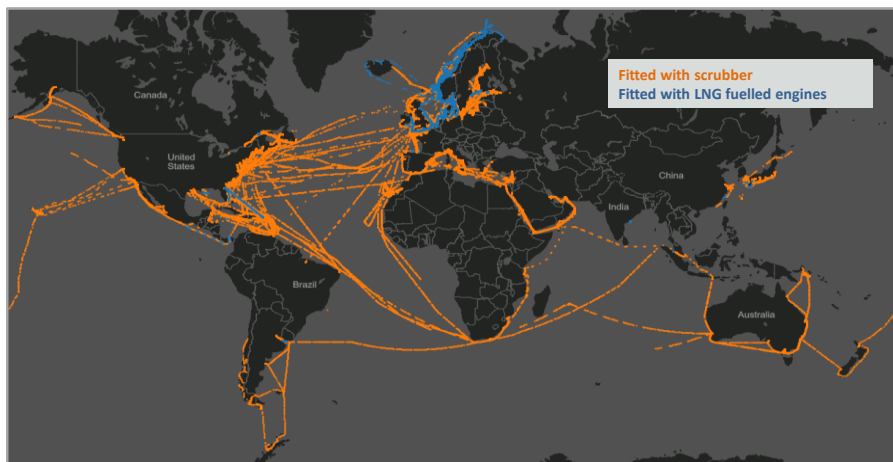 Fitted with scrubber
Fitted with LNG fuelled engines
Canada
United
States
China
India
Brazil
Australia